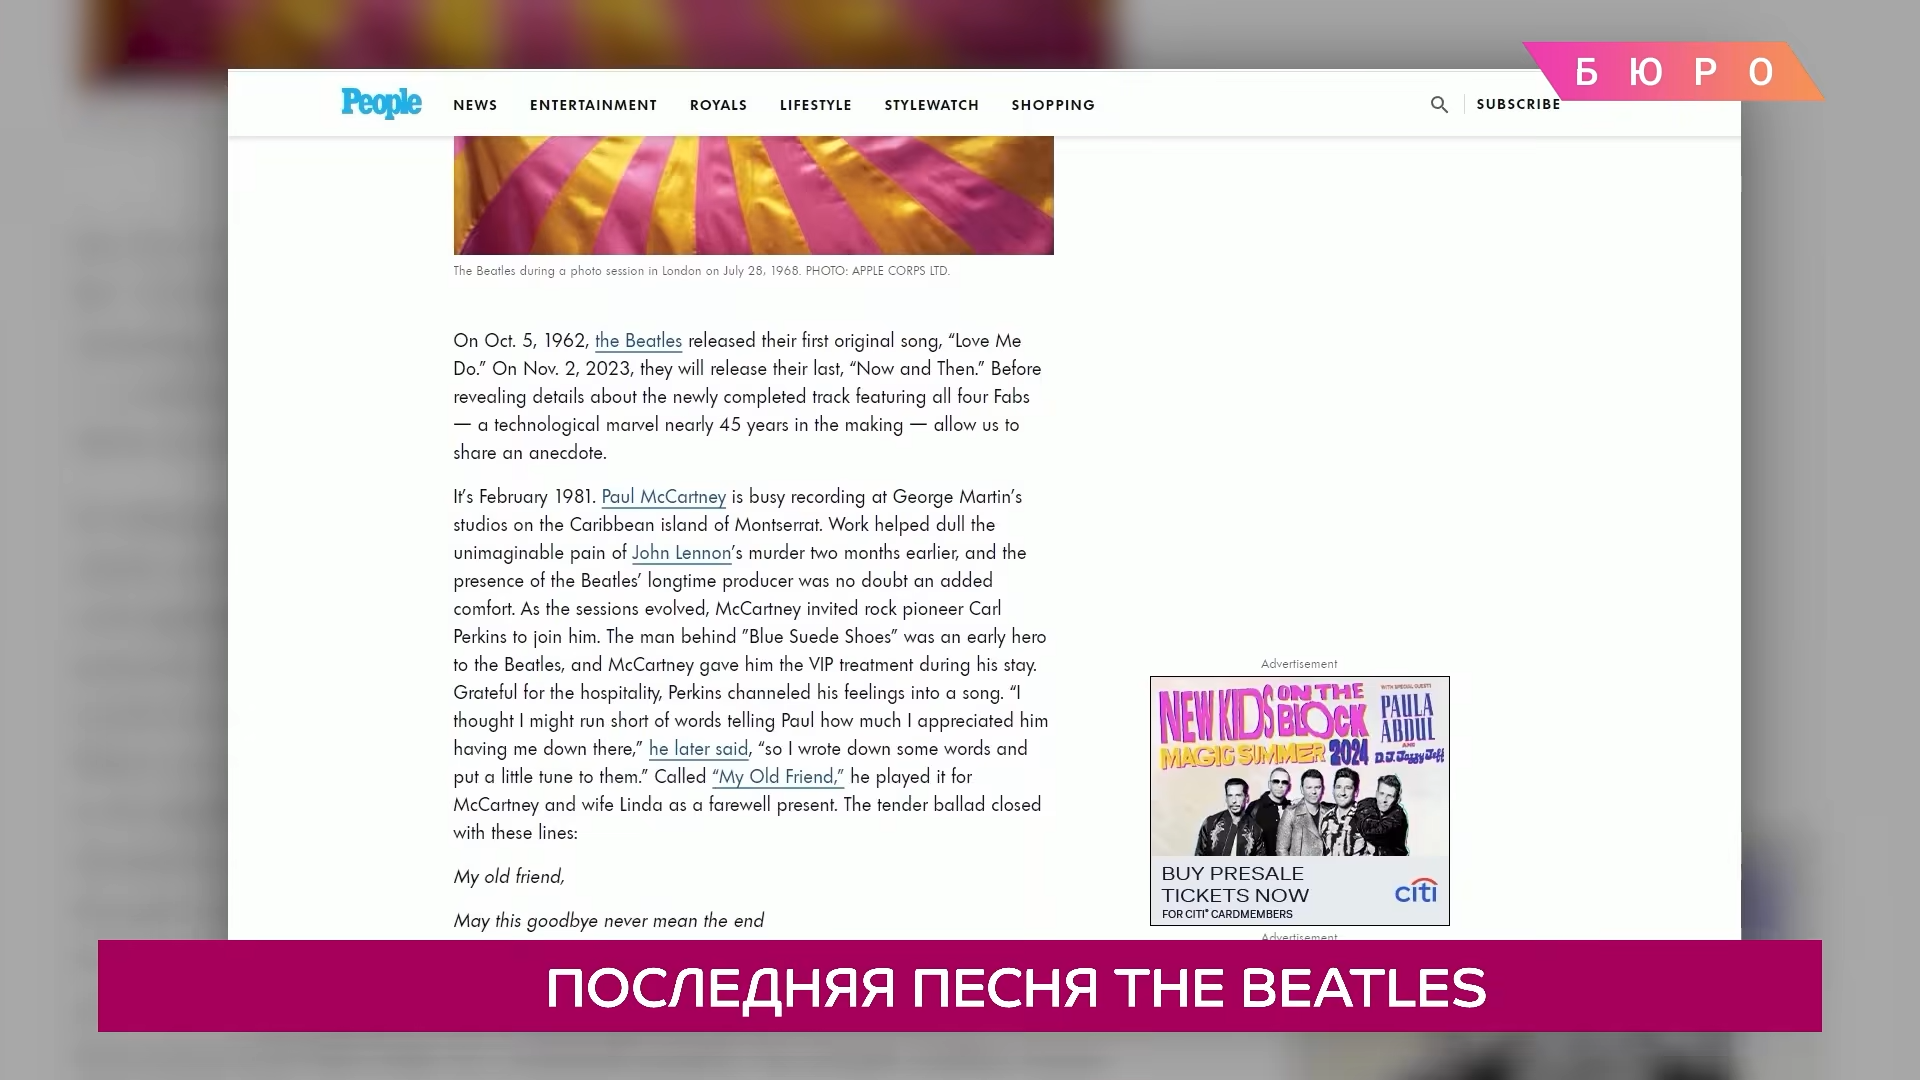 БЮРО
People NEWS ENTERTAINMENT ROYALS LIFESTYLE STYLEWATCH SHOPPING SUBSCRIBE
The Beatles during a photo session in London on July 28, 1968. PHOTO: APPLE CORPS LTD.
On Oct. 5, 1962, the Beatles released their first original song, “Love Me
Do.” On Nov. 2, 2023, they will release their last, “Now and Then.” Before
revealing details about the newly completed track featuring all four Fabs
— a technological marvel nearly 45 years in the making — allow us to
share an anecdote.
It’s February 1981. Paul McCartney is busy recording at George Martin’s
studios on the Caribbean island of Montserrat. Work helped dull the
unimaginable pain of John Lennon’s murder two months earlier, and the
presence of the Beatles’ longtime producer was no doubt an added
comfort. As the sessions evolved, McCartney invited rock pioneer Carl
Perkins to join him. The man behind ”Blue Suede Shoes” was an early hero
to the Beatles, and McCartney gave him the VIP treatment during his stay.
Grateful for the hospitality, Perkins channeled his feelings into a song. “I
thought I might run short of words telling Paul how much I appreciated him
having me down there,” he later said, “so I wrote down some words and
put a little tune to them.” Called “My Old Friend,” he played it for
McCartney and wife Linda as a farewell present. The tender ballad closed
with these lines:
My old friend,
May this goodbye never mean the end
Advertisement
NEW KIDS ON THE BLOCK
MAGIC SUMMER 2024
WITH SPECIAL GUESTS
PAULA
ABDUL
AND
D.J. Jazzy Jeff
BUY PRESALE
TICKETS NOW
FOR CITI® CARDMEMBERS
citi
Advertisement
ПОСЛЕДНЯЯ ПЕСНЯ THE BEATLES